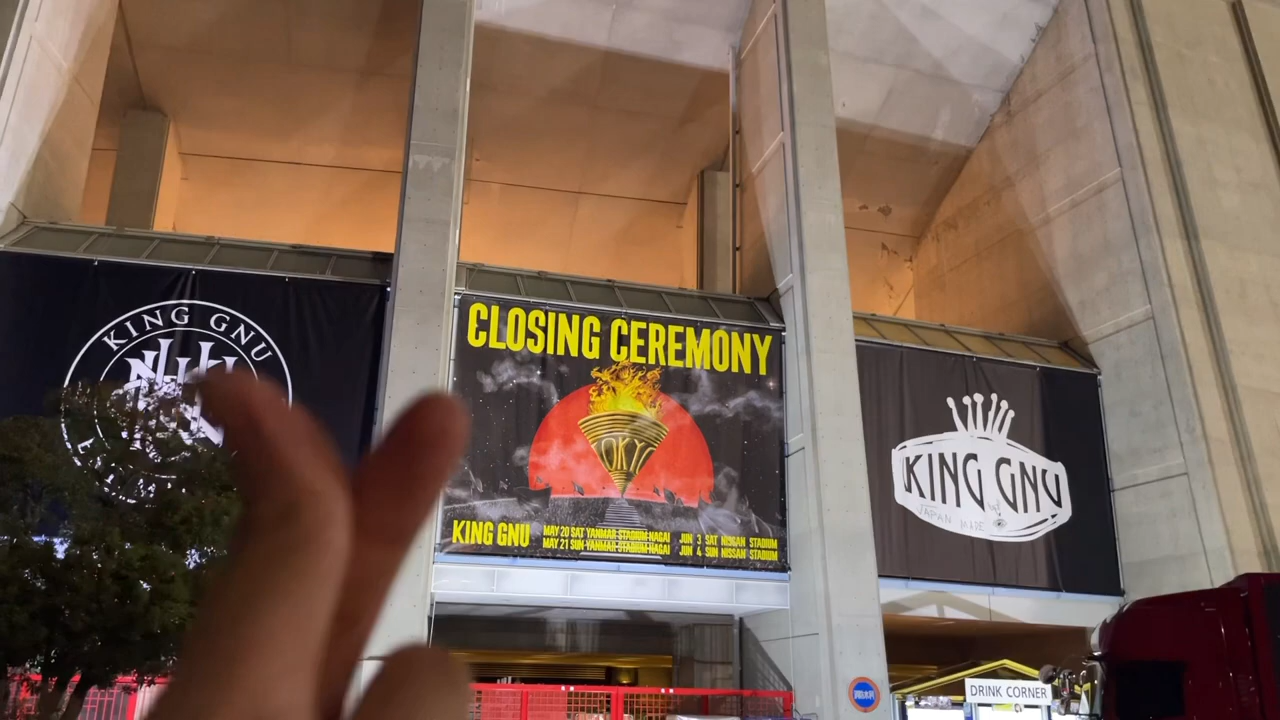 KING GNU
CLOSING CEREMONY
TOKYO
KING GNU
MAY 20 SAT YANMAR STADIUM NAGAI
MAY 21 SUN YANMAR STADIUM NAGAI
JUN 3 SAT NISSAN STADIUM
JUN 4 SUN NISSAN STADIUM
KING GNU
JAPAN MADE
DRINK CORNER